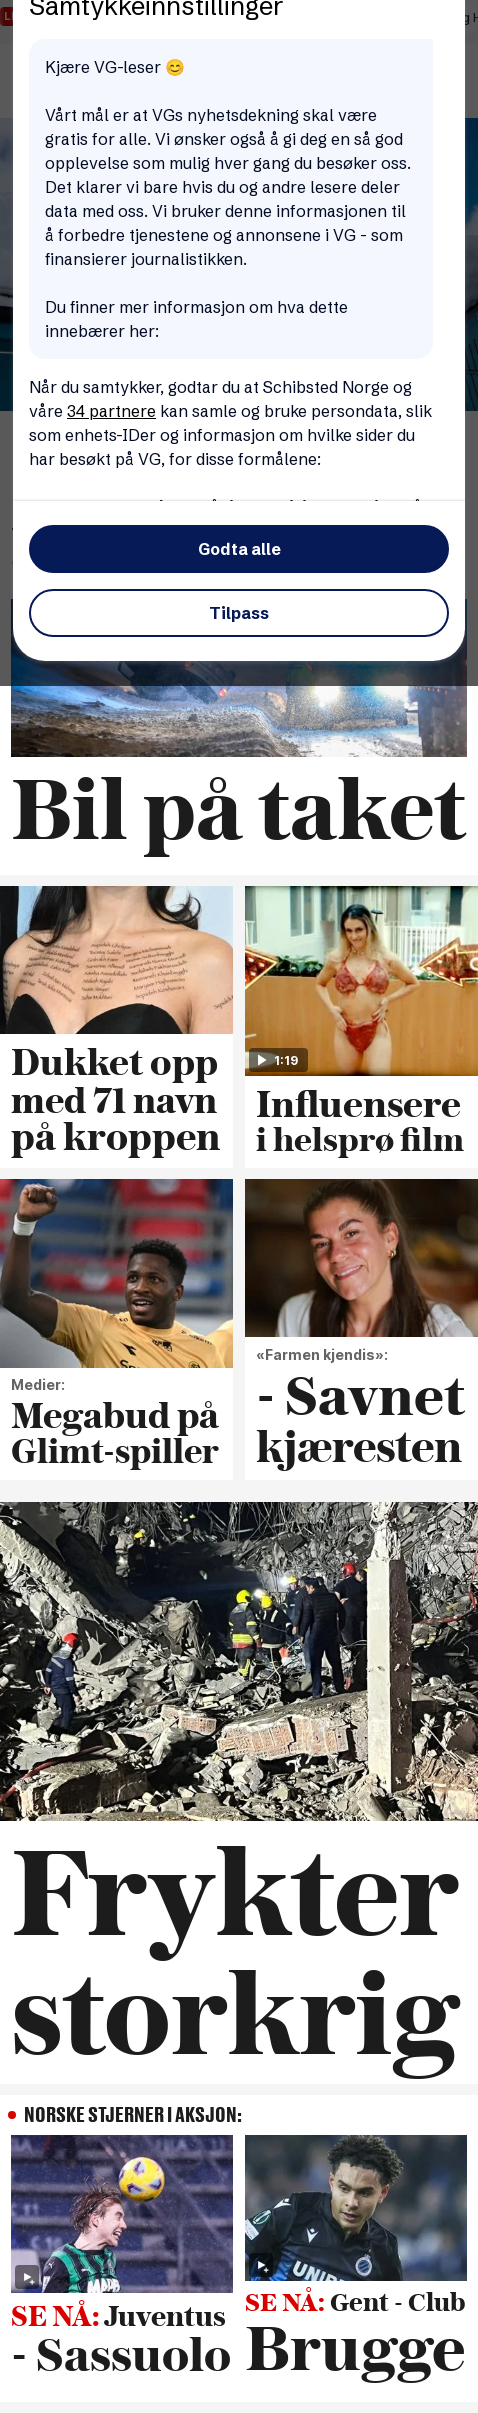 Samtykkeinnstillinger
Kjære VG-leser 😊
Vårt mål er at VGs nyhetsdekning skal være
gratis for alle. Vi ønsker også å gi deg en så god
opplevelse som mulig hver gang du besøker oss.
Det klarer vi bare hvis du og andre lesere deler
data med oss. Vi bruker denne informasjonen til
å forbedre tjenestene og annonsene i VG - som
finansierer journalistikken.
Du finner mer informasjon om hva dette
innebærer her:
Når du samtykker, godtar du at Schibsted Norge og
våre 34 partnere kan samle og bruke persondata, slik
som enhets-IDer og informasjon om hvilke sider du
har besøkt på VG, for disse formålene:
Godta alle
Tilpass
Bil på taket
Dukket opp
med 71 navn
på kroppen
1:19
Influensere
i helsprø film
Medier:
Megabud på
Glimt-spiller
«Farmen kjendis»:
- Savnet
kjæresten
Frykter
storkrig
NORSKE STJERNER I AKSJON:
SE NÅ: Juventus
- Sassuolo
SE NÅ: Gent - Club
Brugge